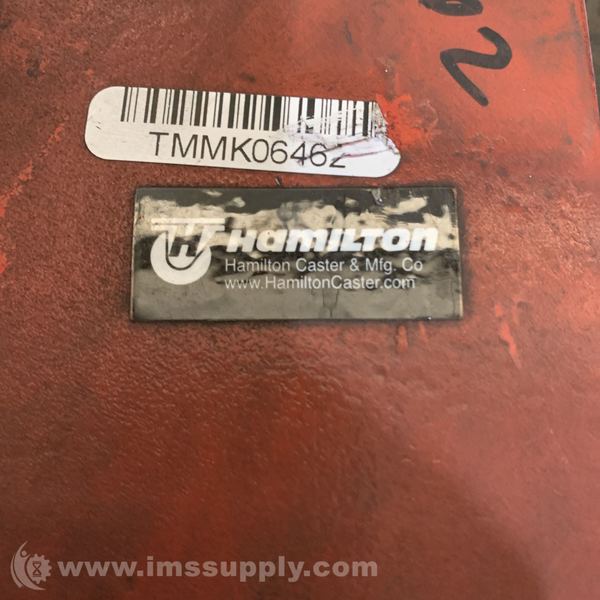 TMMK06462
HAMILTON
Hamilton Caster & Mfg. Co
www.HamiltonCaster.com
www.imssupply.com